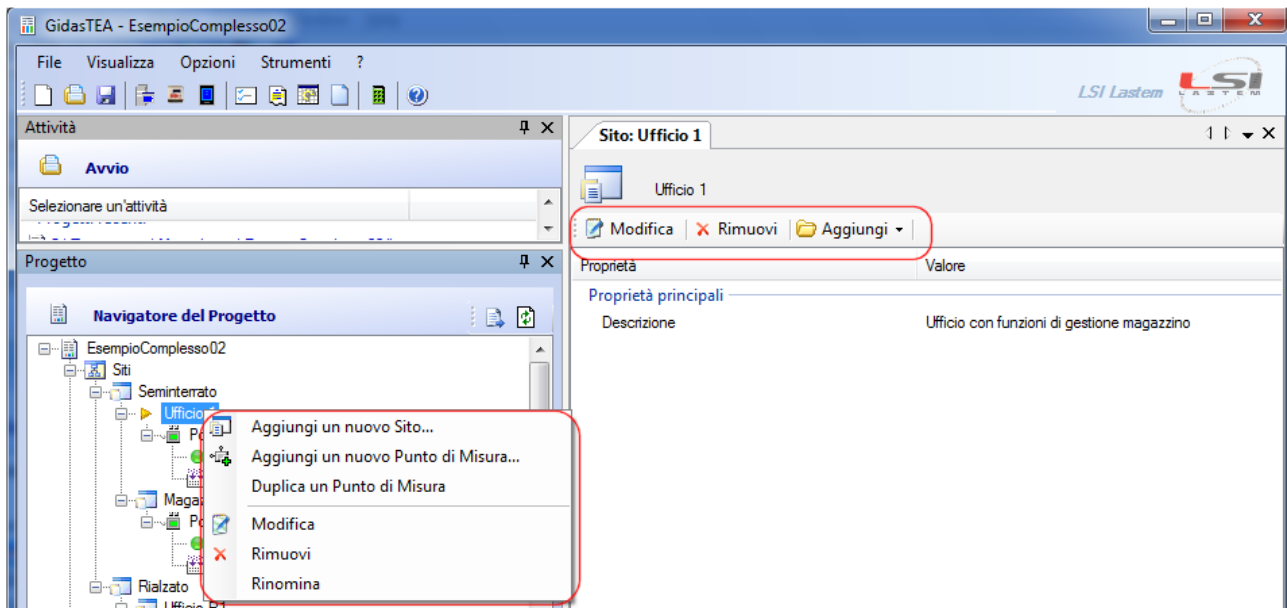 GidasTEA - EsempioComplesso02
File Visualizza Opzioni Strumenti ?
LSI Lastem
LSI
LASTEM
Attività
Avvio
Selezionare un'attività
Progetto
Navigatore del Progetto
EsempioComplesso02
Siti
Seminterrato
Ufficio
Aggiungi un nuovo Sito...
Aggiungi un nuovo Punto di Misura...
Duplica un Punto di Misura
Modifica
Rimuovi
Rinomina
Rialzato
Sito: Ufficio 1
Ufficio 1
Modifica Rimuovi Aggiungi
Proprietà Valore
Proprietà principali
Descrizione Ufficio con funzioni di gestione magazzino